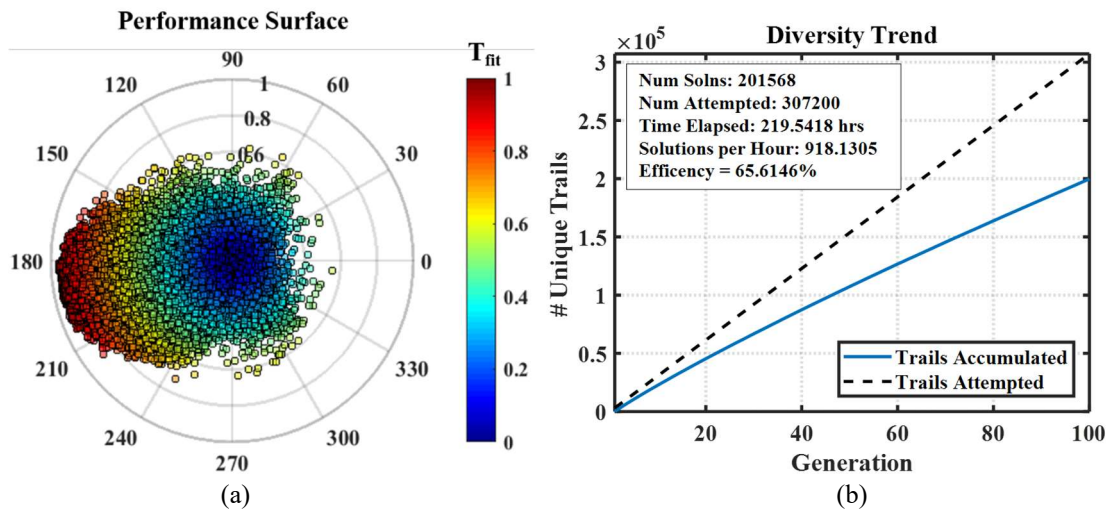 Performance Surface
T_fit
90
120
60
1
0.8
0.6
150
30
180
0
210
330
240
300
270
1
0.8
0.6
0.4
0.2
0
(a)
Diversity Trend
×10^5
Num Solns: 201568
Num Attempted: 307200
Time Elapsed: 219.5418 hrs
Solutions per Hour: 918.1305
Efficency = 65.6146%
# Unique Trails
3
2.5
2
1.5
1
0.5
0
20
40
60
80
100
Generation
Trails Accumulated
Trails Attempted
(b)